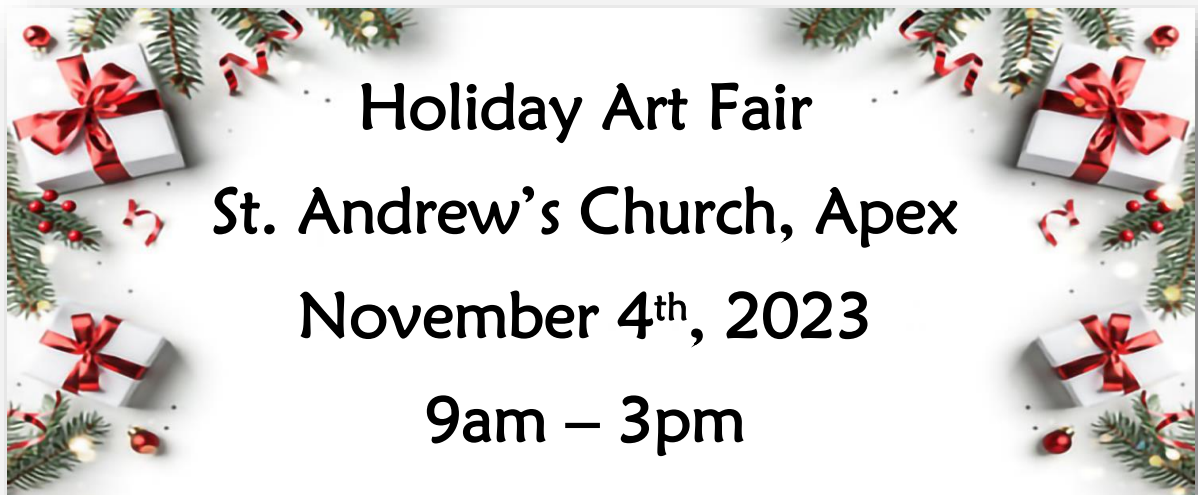 Holiday Art Fair
St. Andrew’s Church, Apex
November 4th, 2023
9am – 3pm